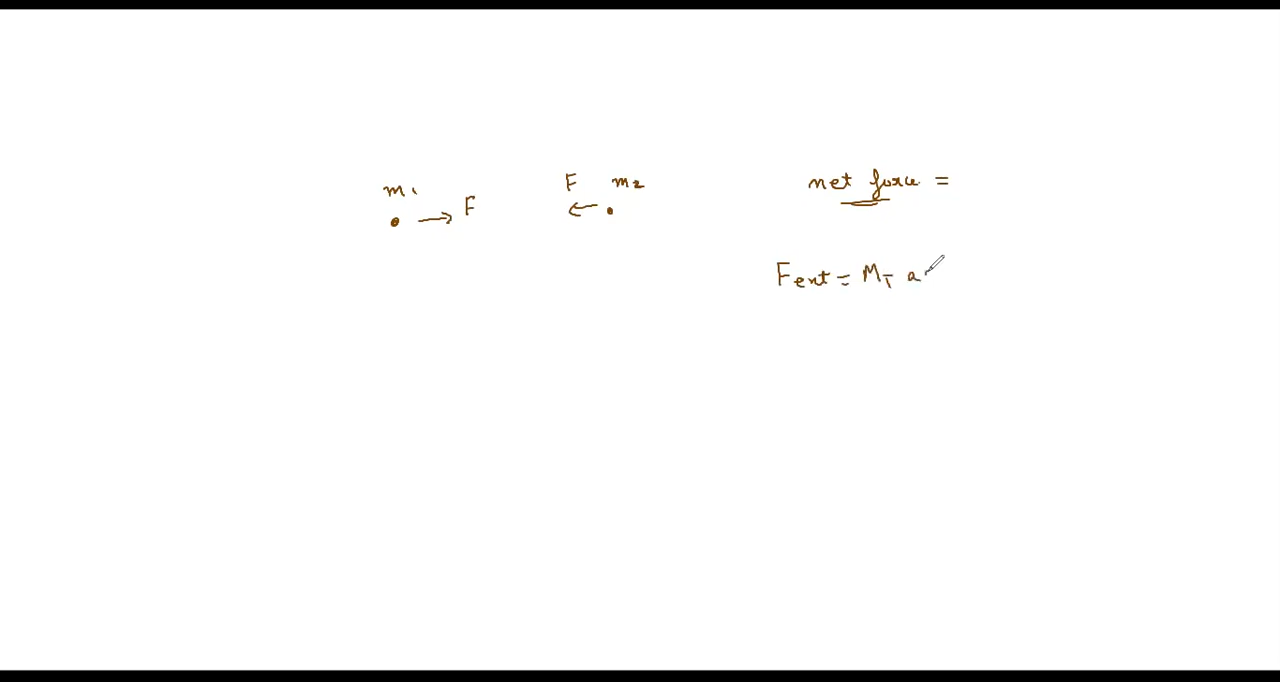 m1 F
F m2
net force =
Fext = MT a